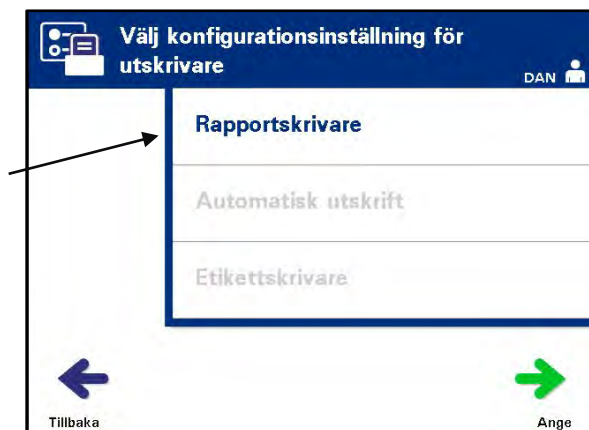 Välj konfigurationsinställning för
utskrivare
DAN
Rapportskrivare
Automatisk utskrift
Etikettskrivare
Tillbaka
Ange